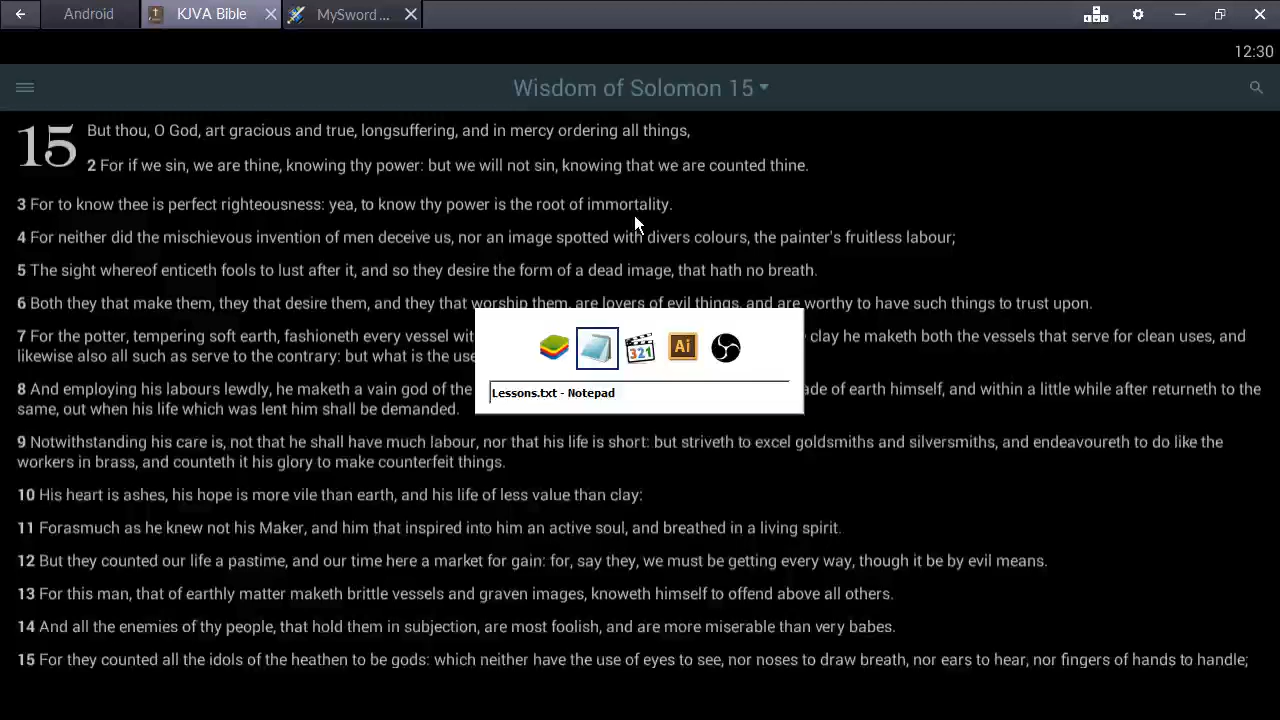 Android
KJVA Bible
MySword ...
12:30
Wisdom of Solomon 15
15 But thou, O God, art gracious and true, longsuffering, and in mercy ordering all things,
2 For if we sin, we are thine, knowing thy power: but we will not sin, knowing that we are counted thine.
3 For to know thee is perfect righteousness: yea, to know thy power is the root of immortality.
4 For neither did the mischievous invention of men deceive us, nor an image spotted with divers colours, the painter's fruitless labour;
5 The sight whereof enticeth fools to lust after it, and so they desire the form of a dead image, that hath no breath.
6 Both they that make them, they that desire them, and they that worship them, are lovers of evil things, and are worthy to have such things to trust upon.
7 For the potter, tempering soft earth, fashioneth every vessel wit clay he maketh both the vessels that serve for clean uses, and
likewise also all such as serve to the contrary: but what is the use
8 And employing his labours lewdly, he maketh a vain god of the ade of earth himself, and within a little while after returneth to the
same, out when his life which was lent him shall be demanded.
321
Ai
Lessons.txt - Notepad
9 Notwithstanding his care is, not that he shall have much labour, nor that his life is short: but striveth to excel goldsmiths and silversmiths, and endeavoureth to do like the
workers in brass, and counteth it his glory to make counterfeit things.
10 His heart is ashes, his hope is more vile than earth, and his life of less value than clay:
11 Forasmuch as he knew not his Maker, and him that inspired into him an active soul, and breathed in a living spirit.
12 But they counted our life a pastime, and our time here a market for gain: for, say they, we must be getting every way, though it be by evil means.
13 For this man, that of earthly matter maketh brittle vessels and graven images, knoweth himself to offend above all others.
14 And all the enemies of thy people, that hold them in subjection, are most foolish, and are more miserable than very babes.
15 For they counted all the idols of the heathen to be gods: which neither have the use of eyes to see, nor noses to draw breath, nor ears to hear, nor fingers of hands to handle;